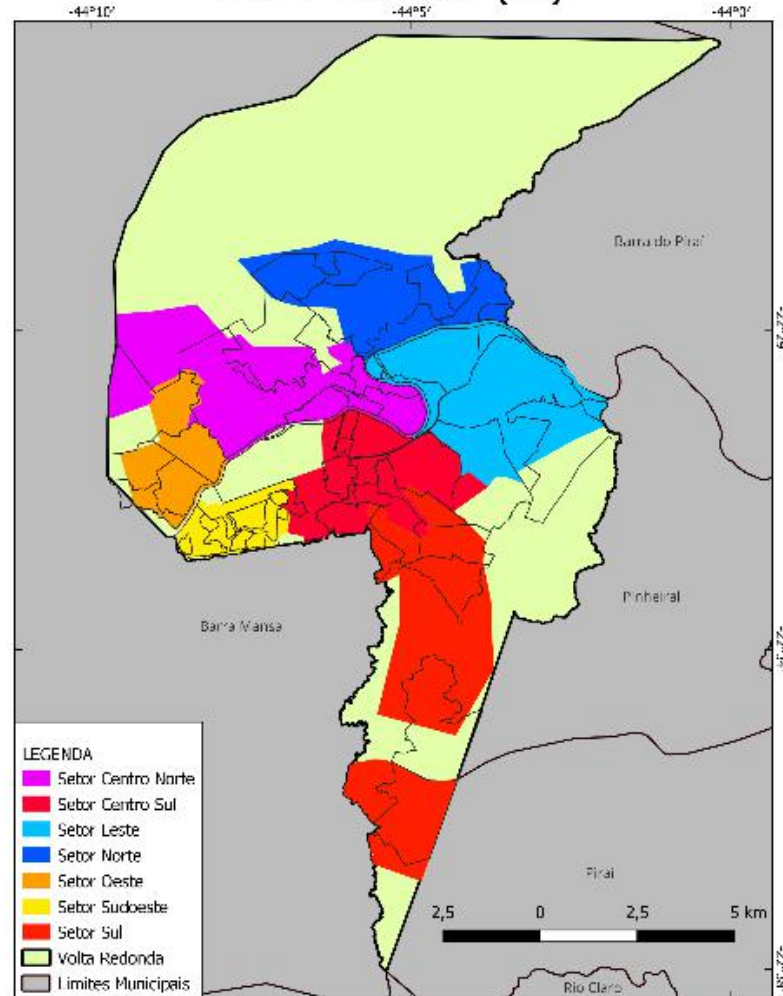 -44°10'
-44°5'
-44°0'
Barra do Piraí
Pinheiral
Barra Mansa
Piraí
Rio Claro
2,5 0 2,5 5 km
LEGENDA
Setor Centro Norte
Setor Centro Sul
Setor Leste
Setor Norte
Setor Oeste
Setor Sudoeste
Setor Sul
Volta Redonda
Limites Municipais